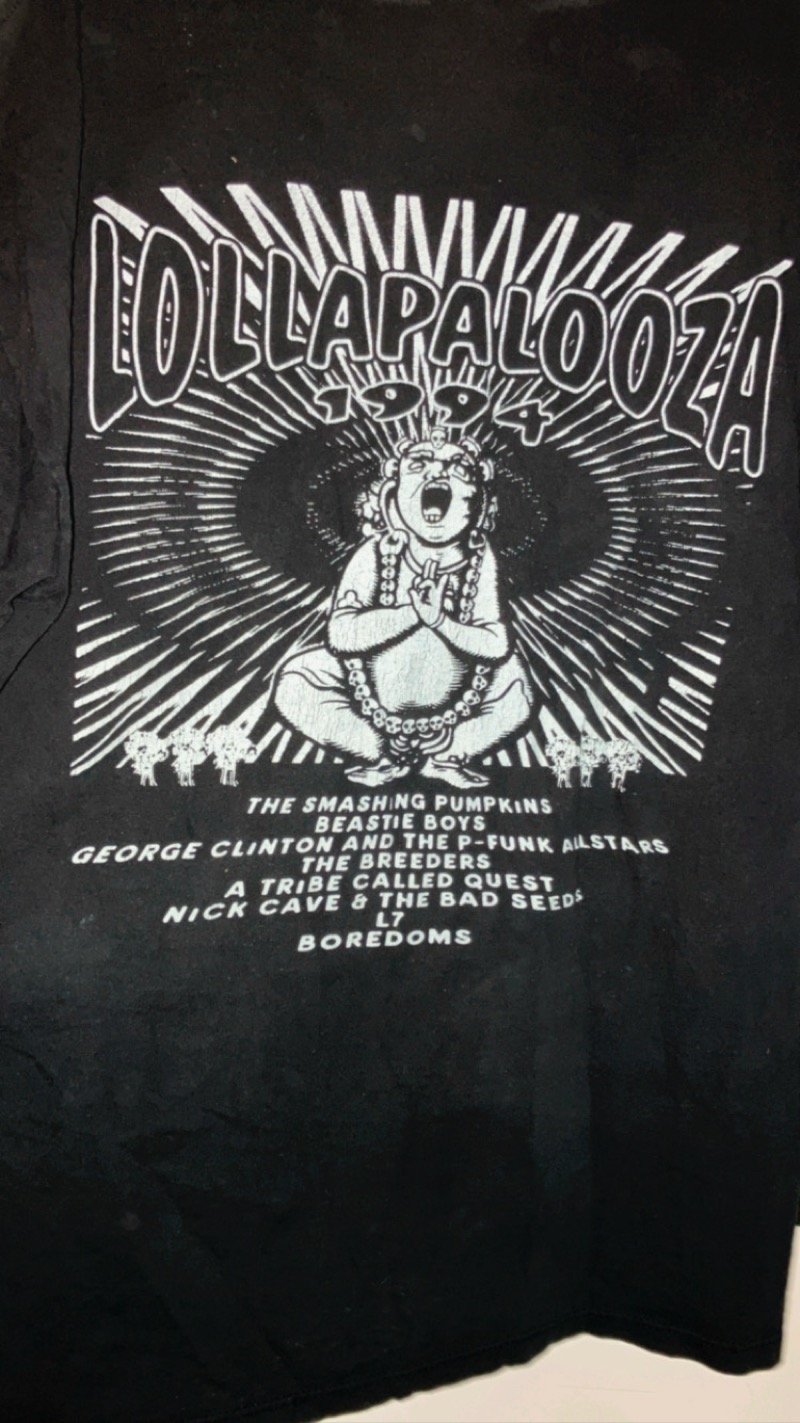 LOLLAPALOOZA
1994
THE SMASHING PUMPKINS
BEASTIE BOYS
GEORGE CLINTON AND THE P-FUNK ALLSTARS
THE BREEDERS
A TRIBE CALLED QUEST
NICK CAVE & THE BAD SEEDS
L7
BOREDOMS